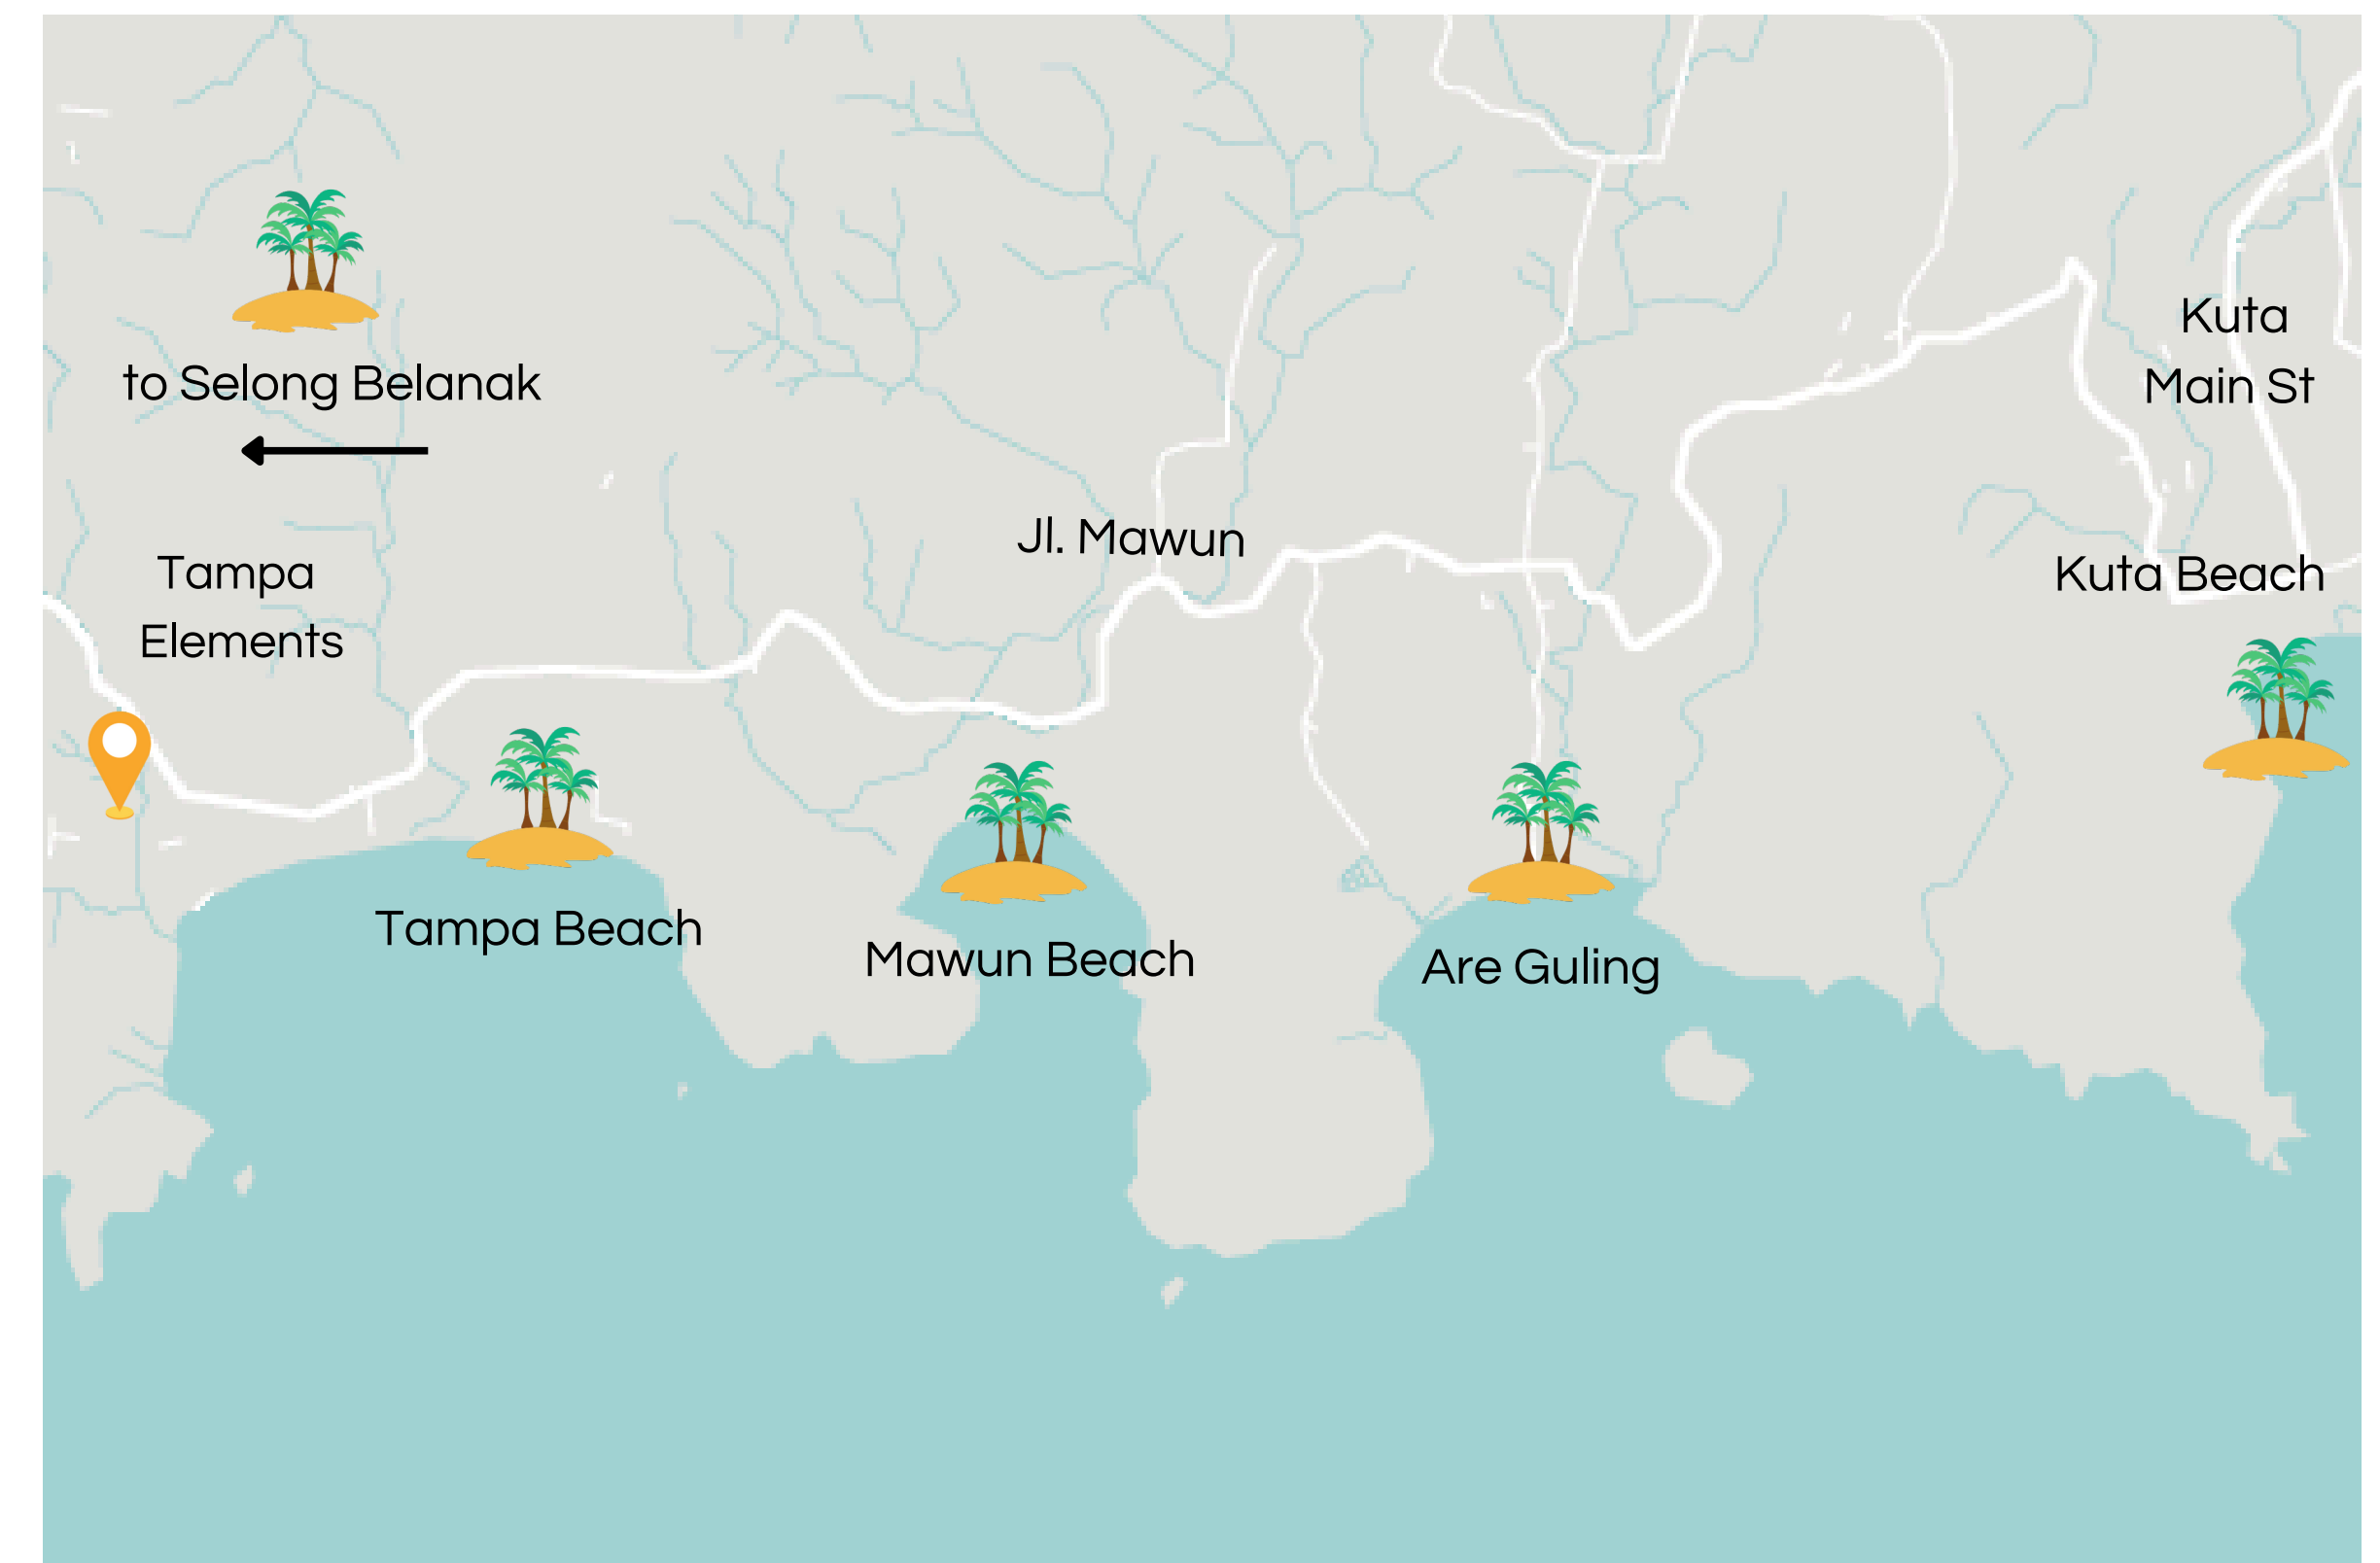 to Selong Belanak
Kuta
Main St
Jl. Mawun
Tampa
Elements
Kuta Beach
Tampa Beach
Mawun Beach
Are Guling